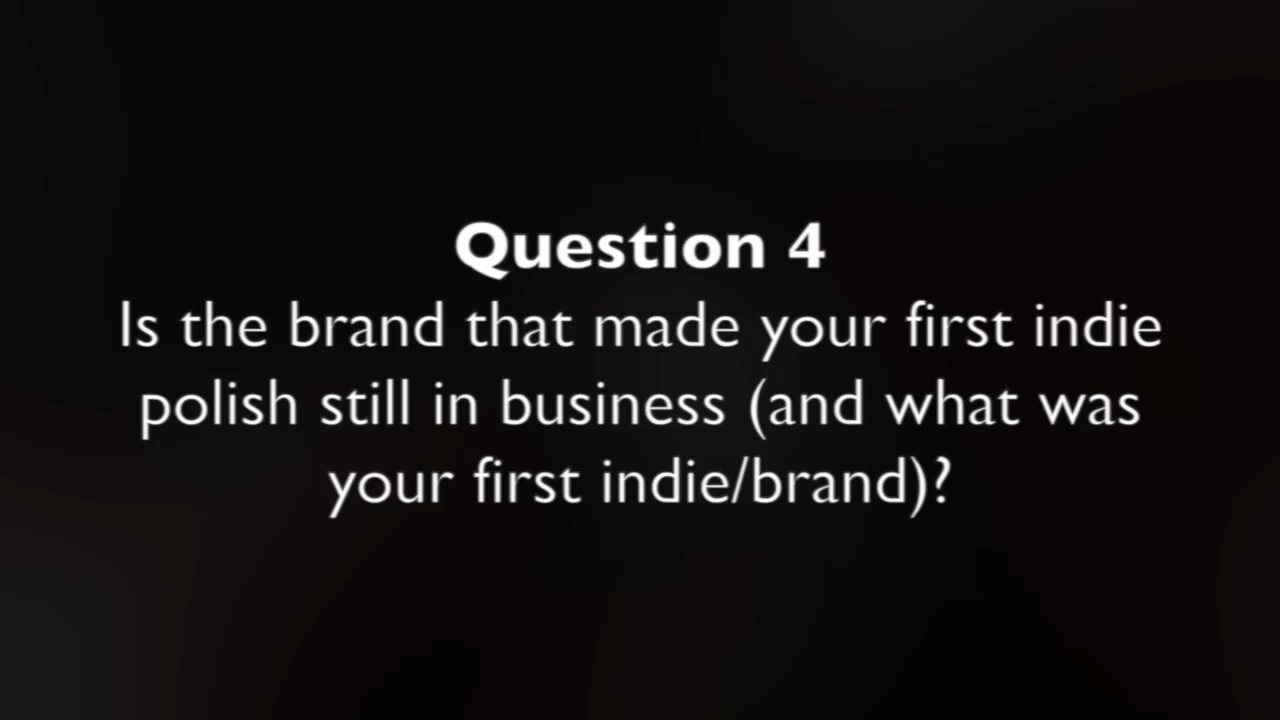 Question 4
Is the brand that made your first indie
polish still in business (and what was
your first indie/brand)?